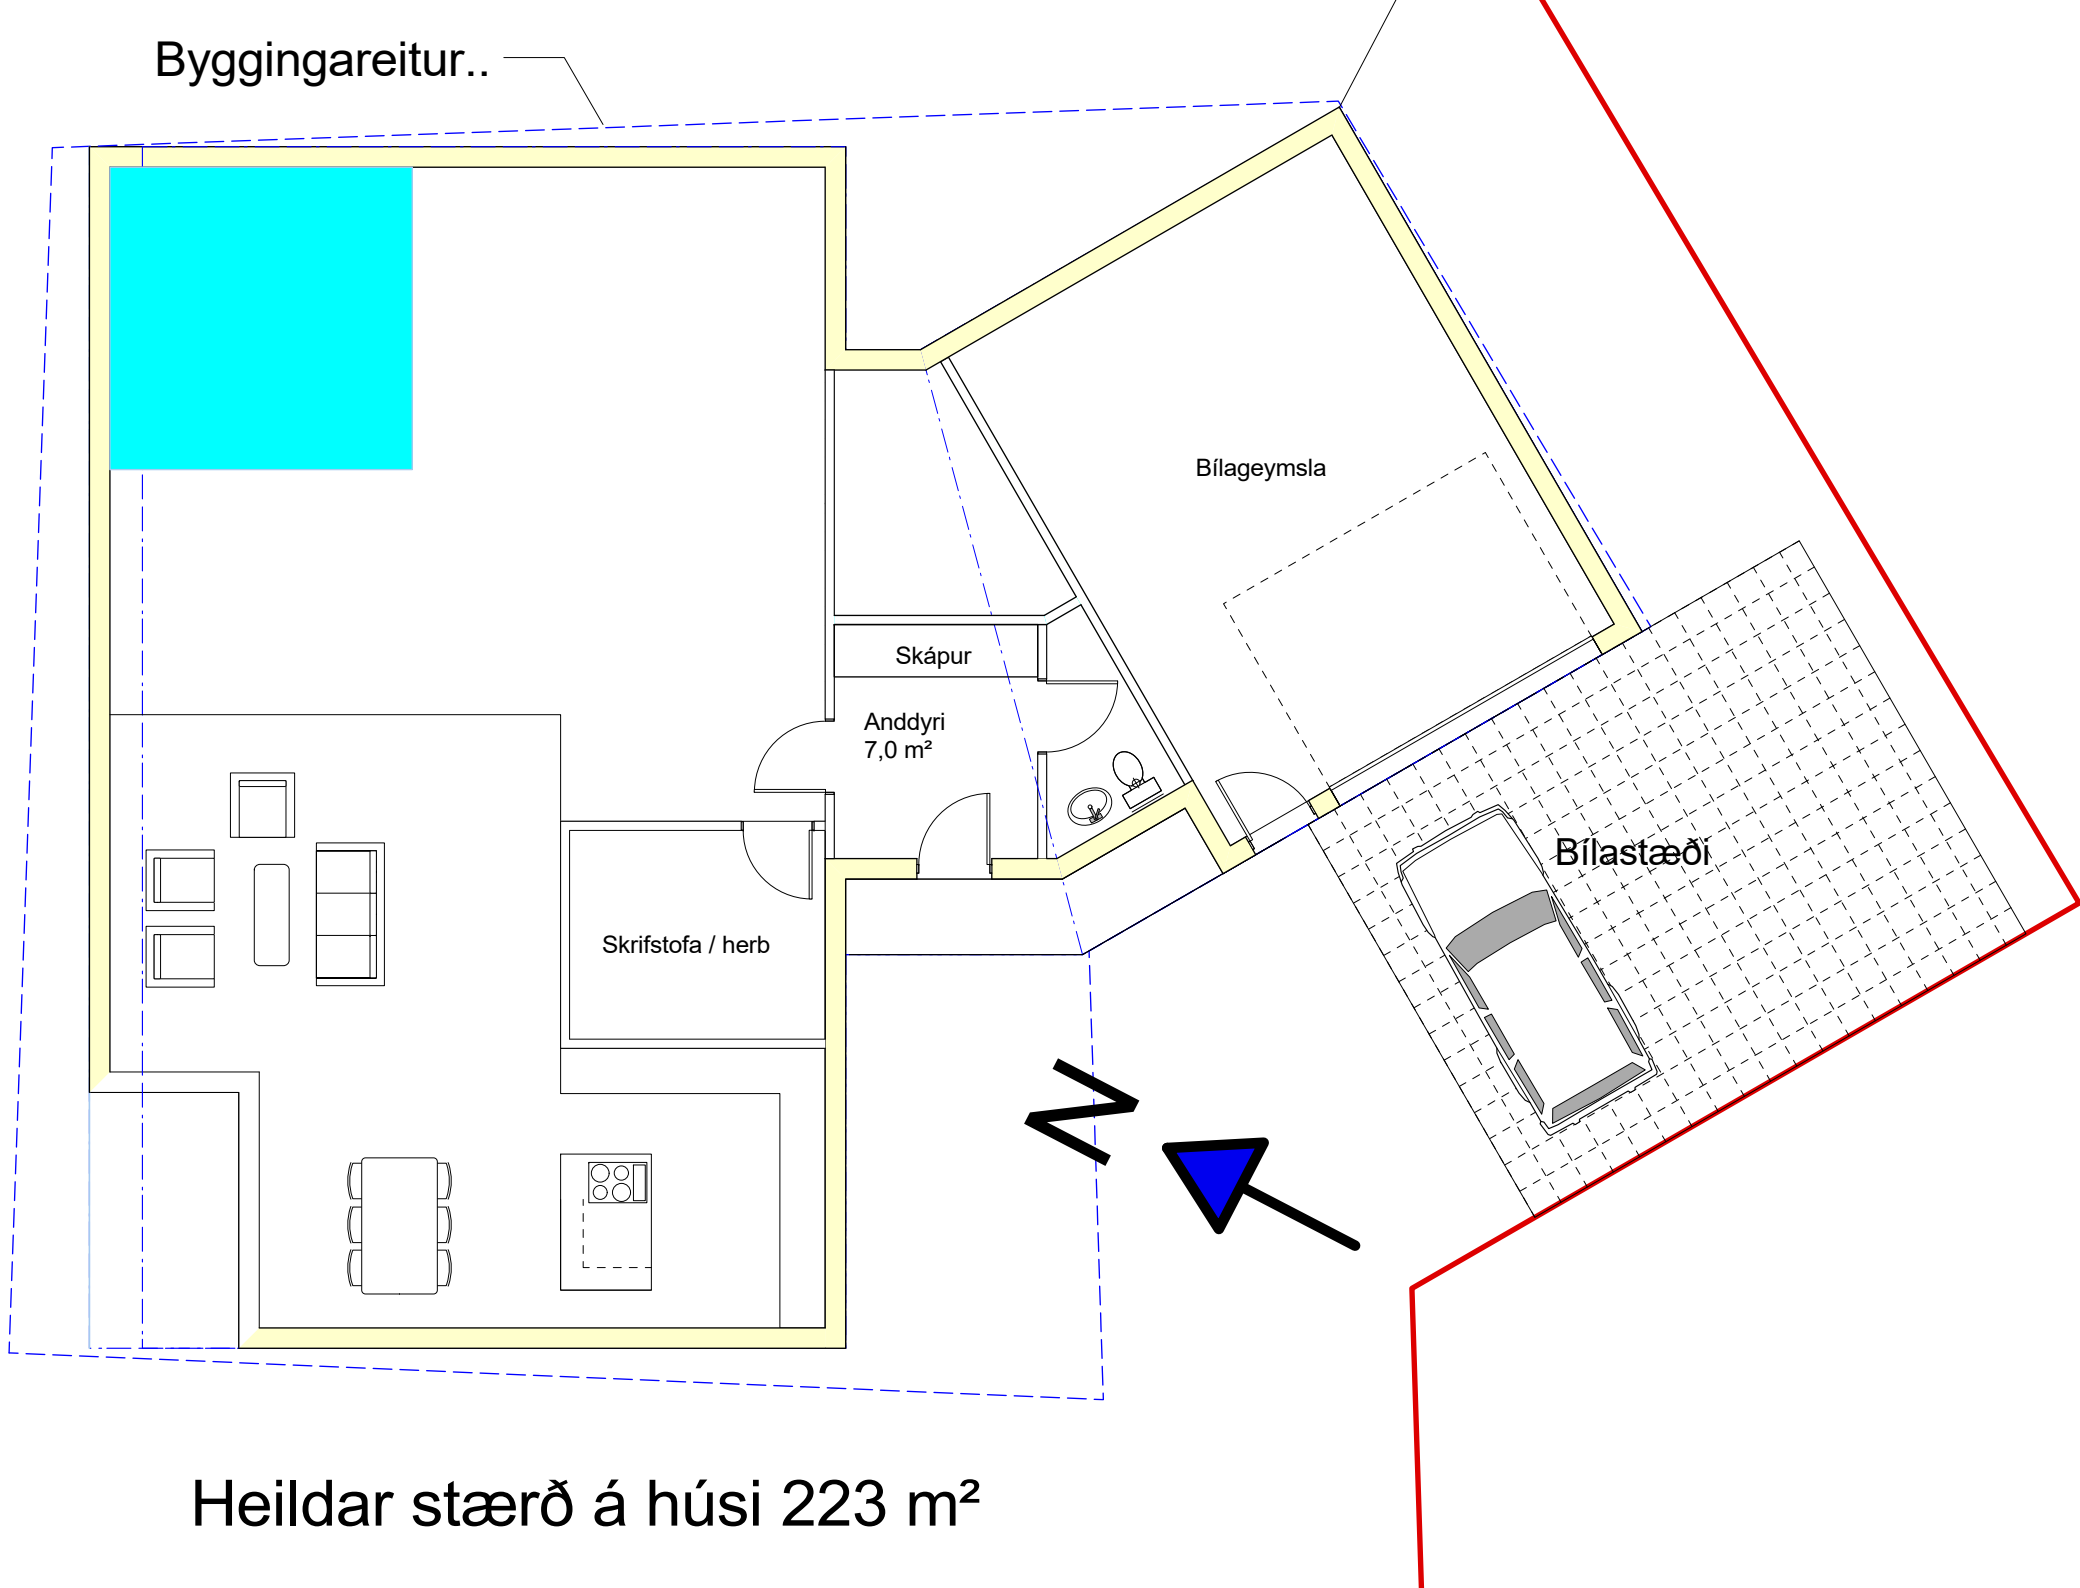 Byggingareitur..
Bílageymsla
Skápur
Anddyri
7,0 m²
Bílastæði
Skrifstofa / herb
N
Heildar stærð á húsi 223 m²